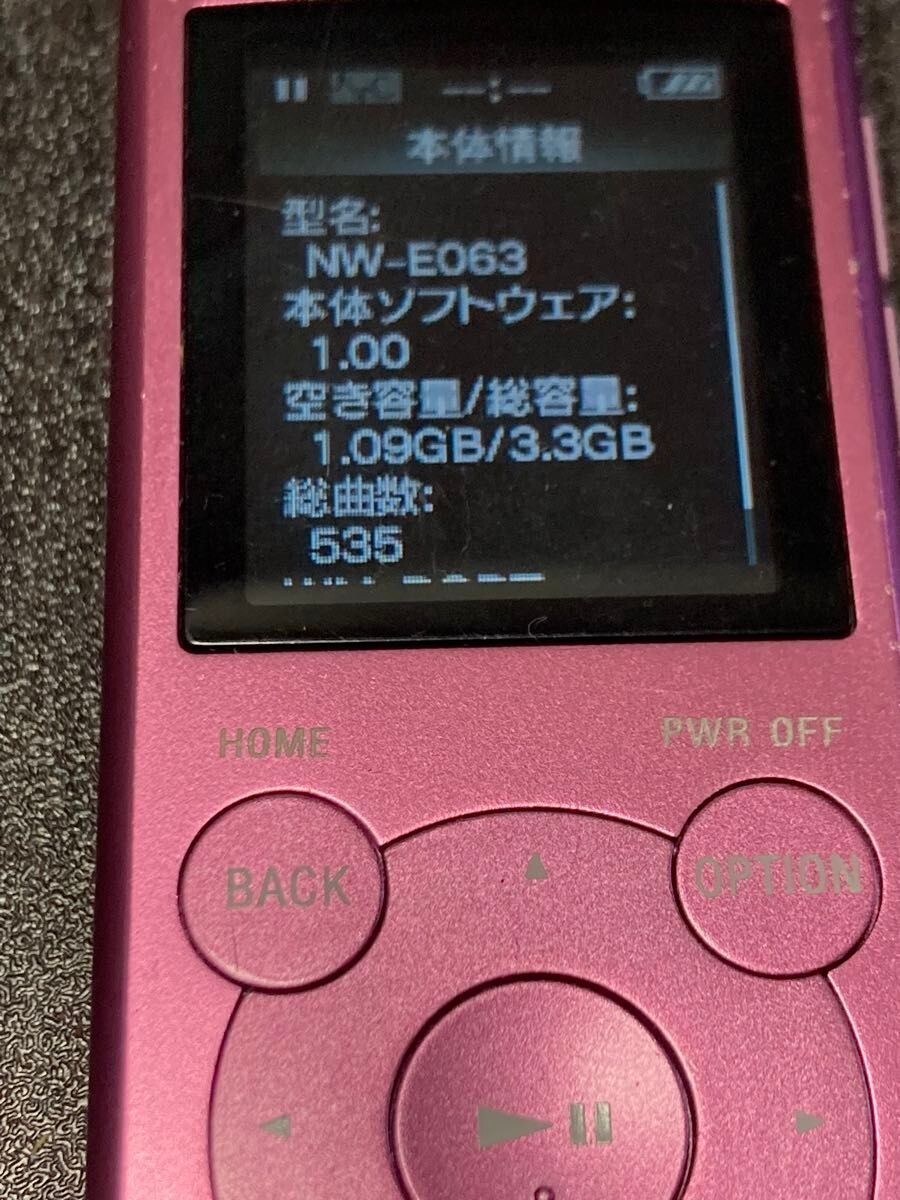 --:--
本体情報
型名:
NW-E063
本体ソフトウェア:
1.00
空き容量/総容量:
1.09GB/3.3GB
総曲数:
535
HOME
PWR OFF
BACK
OPTION